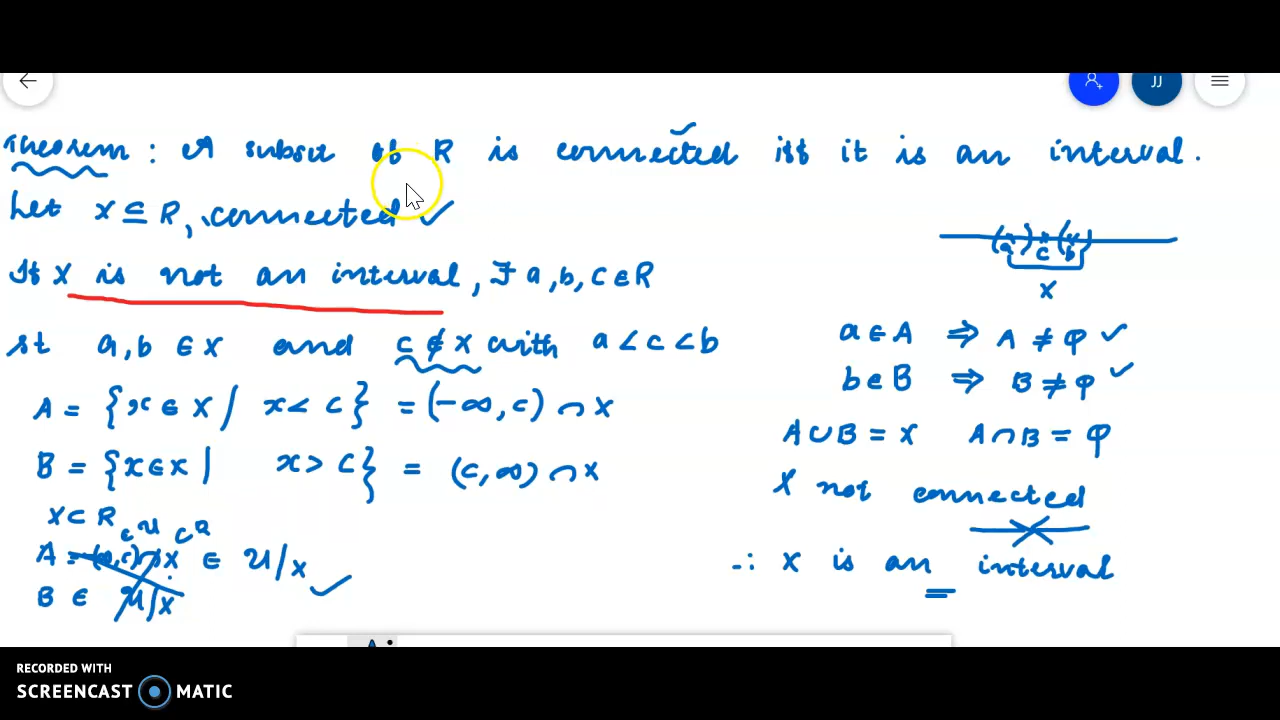 JJ
Theorem : A subset of R is connected iff it is an interval.
Let X ⊆ R, connected ✓
If X is not an interval, ∃ a, b, c ∈ R
st a, b ∈ X and c ∉ X with a < c < b
A = {x ∈ X / x < c} = (-∞, c) ∩ X
B = {x ∈ X | x > c} = (c, ∞) ∩ X
X ⊂ R
A ∈ U/X ✓
B ∈
a c b
X
a ∈ A ⇒ A ≠ φ ✓
b ∈ B ⇒ B ≠ φ ✓
A ∪ B = X A ∩ B = φ
X not connected
∴ X is an interval
RECORDED WITH
SCREENCAST MATIC